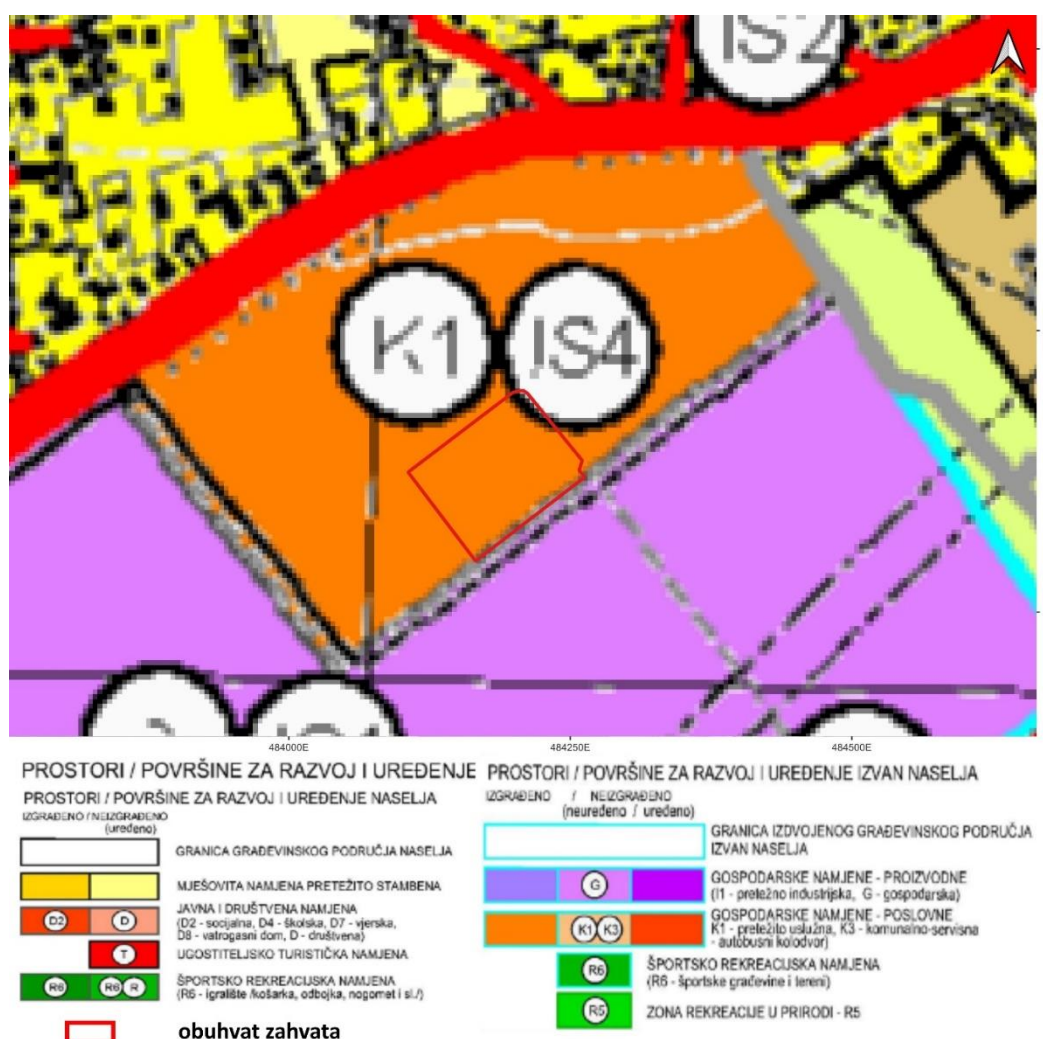 IS2
K1
IS4
484000E
484250E
484500E
PROSTORI / POVRŠINE ZA RAZVOJ I UREĐENJE
PROSTORI / POVRŠINE ZA RAZVOJ I UREĐENJE NASELJA
IZGRAĐENO / NEIZGRAĐENO
(uređeno)
GRANICA GRAĐEVINSKOG PODRUČJA NASELJA
MJEŠOVITA NAMJENA PRETEŽITO STAMBENA
D2
D
JAVNA I DRUŠTVENA NAMJENA
(D2 - socijalna, D4 - školska, D7 - vjerska,
D8 - vatrogasni dom, D - društvena)
T
UGOSTITELJSKO TURISTIČKA NAMJENA
R6
R6 R
ŠPORTSKO REKREACIJSKA NAMJENA
(R6 - igralište /košarka, odbojka, nogomet i sl./)
obuhvat zahvata
PROSTORI / POVRŠINE ZA RAZVOJ I UREĐENJE IZVAN NASELJA
IZGRAĐENO / NEIZGRAĐENO
(neuređeno / uređeno)
GRANICA IZDVOJENOG GRAĐEVINSKOG PODRUČJA
IZVAN NASELJA
G
GOSPODARSKE NAMJENE - PROIZVODNE
(I1 - pretežno industrijska, G - gospodarska)
K1 K3
GOSPODARSKE NAMJENE - POSLOVNE
K1 - pretežito uslužna, K3 - komunalno-servisna
- autobusni kolodvor)
R6
ŠPORTSKO REKREACIJSKA NAMJENA
(R6 - športske građevine i tereni)
R5
ZONA REKREACIJE U PRIRODI - R5